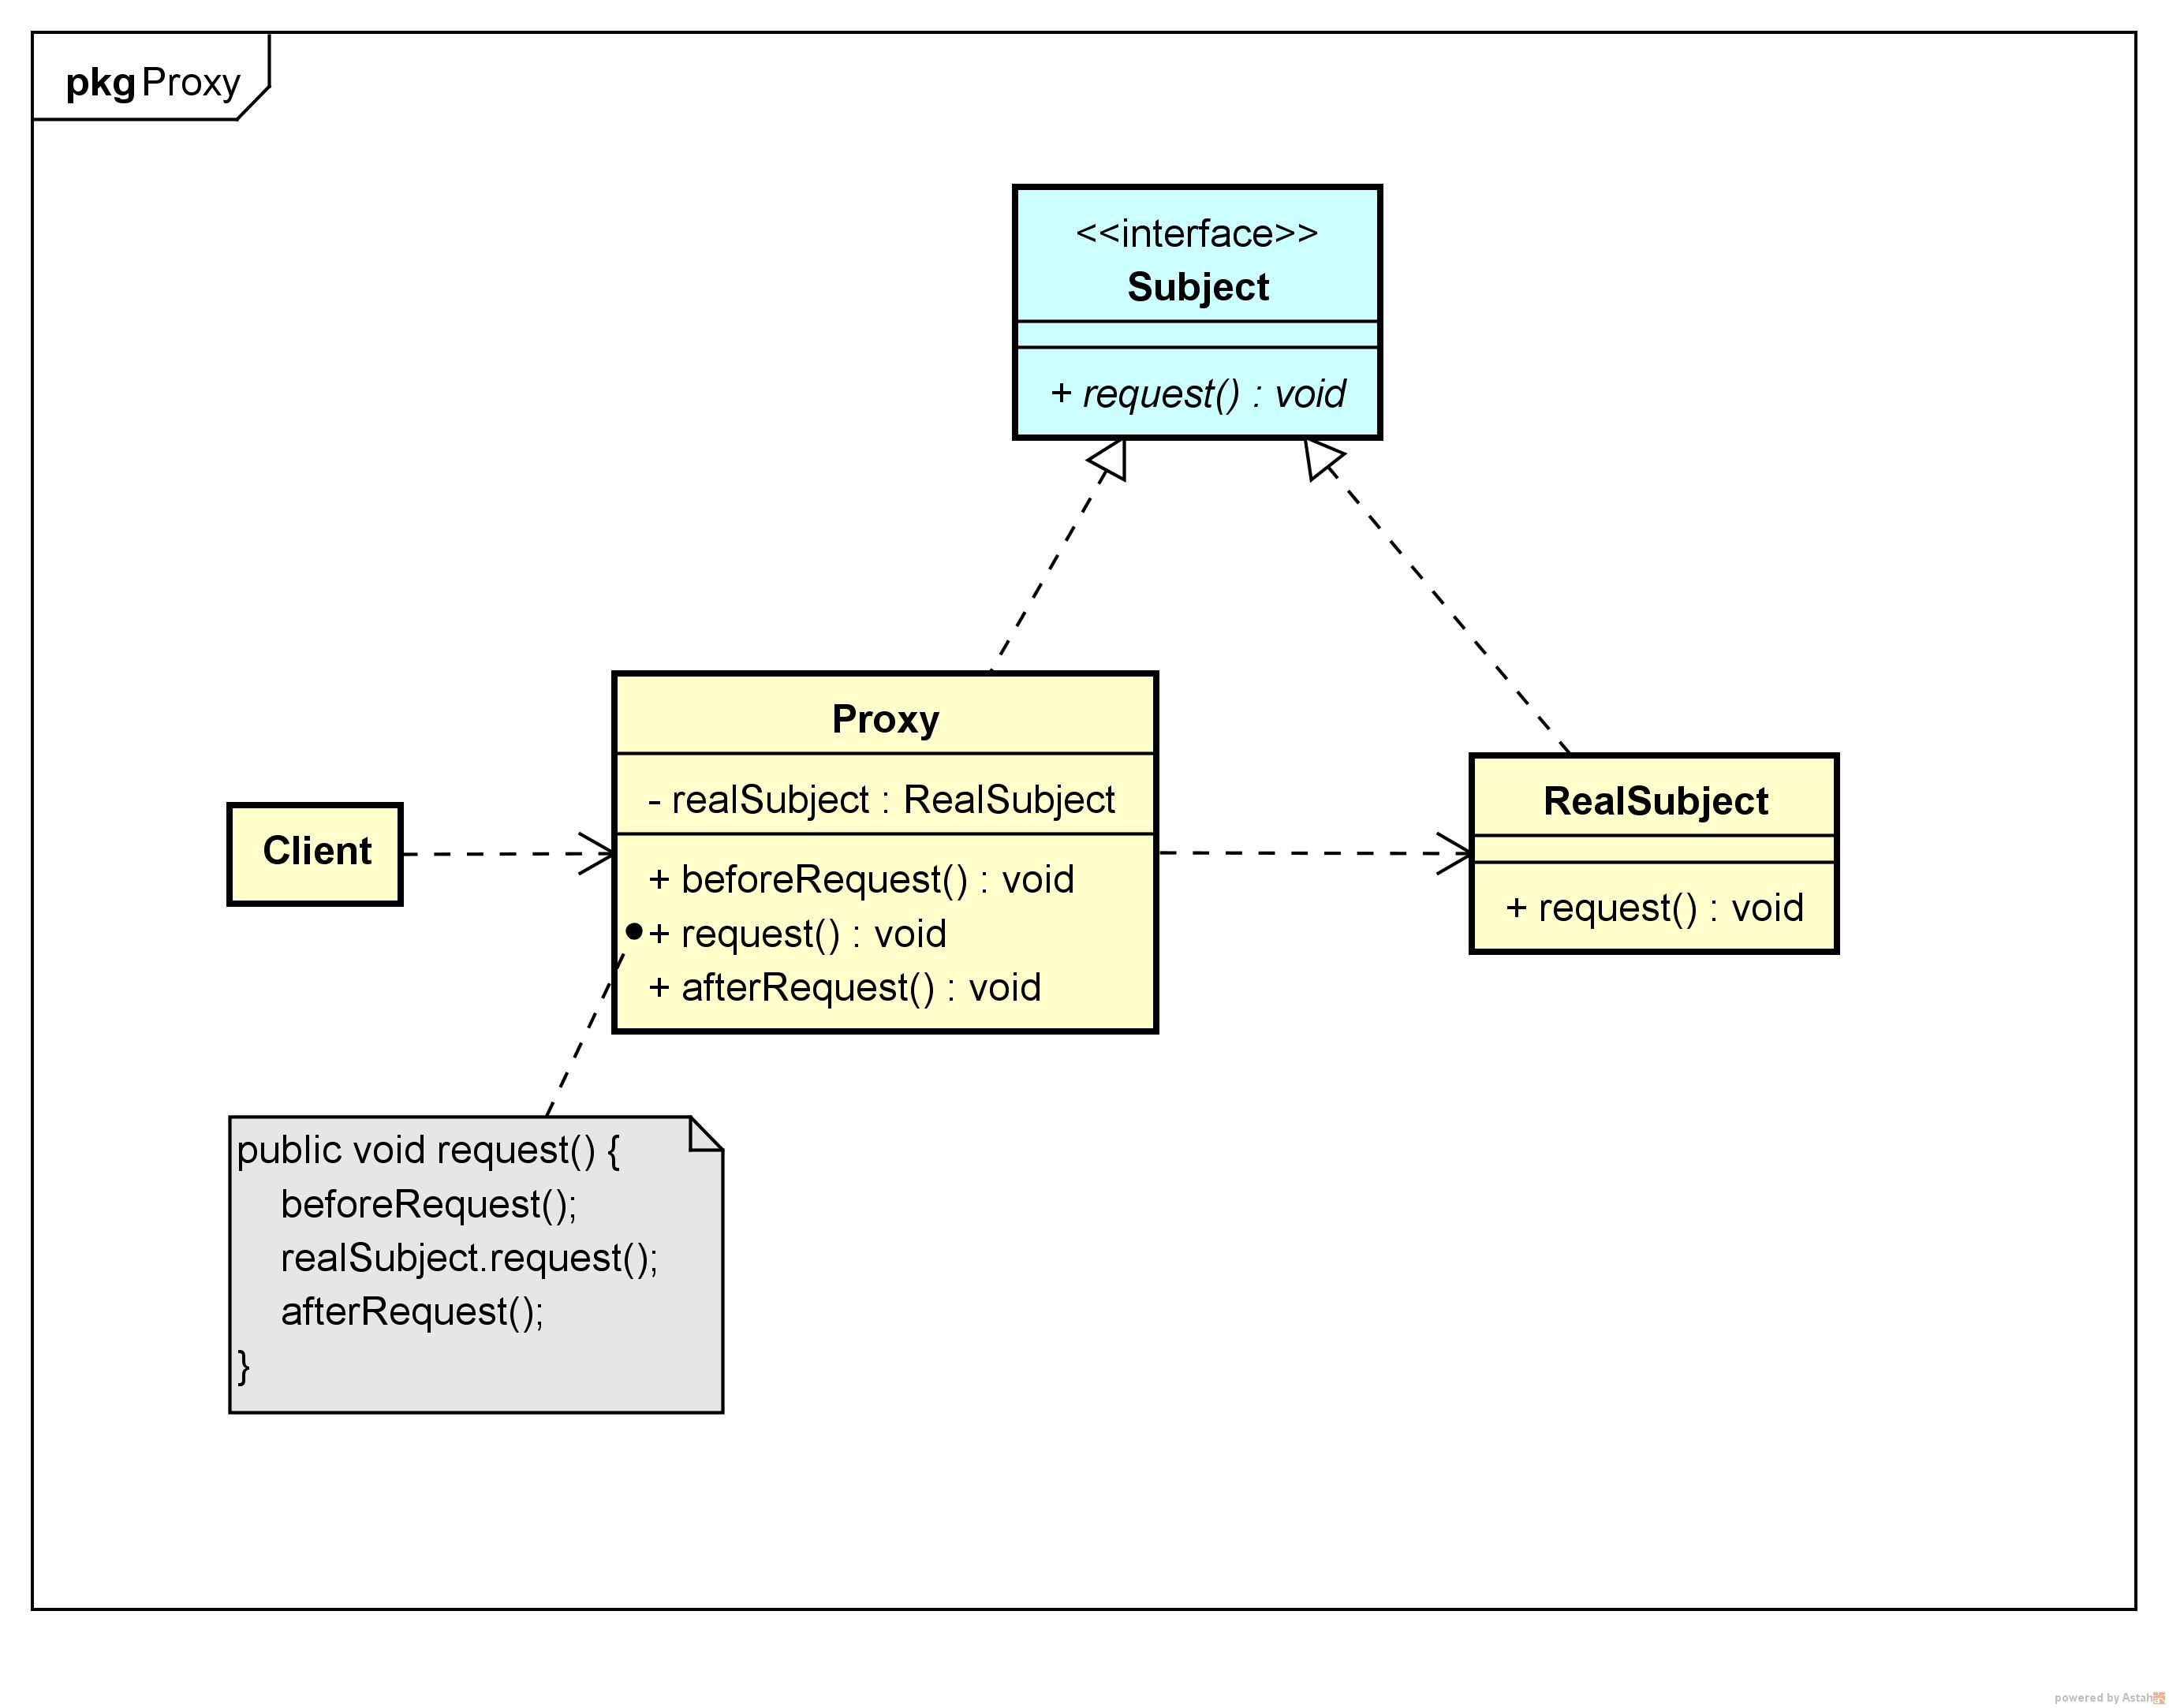 pkg Proxy
<<interface>>
Subject
+ request() : void
Proxy
- realSubject : RealSubject
+ beforeRequest() : void
+ request() : void
+ afterRequest() : void
RealSubject
+ request() : void
Client
public void request() {
beforeRequest();
realSubject.request();
afterRequest();
}
powered by Astah